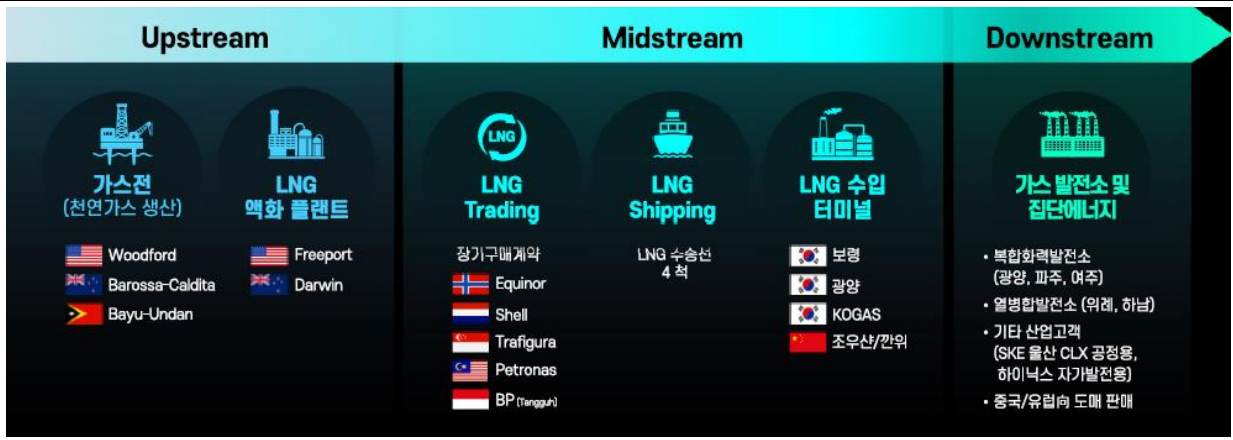 Upstream
Midstream
Downstream
가스전
(천연가스 생산)
Woodford
Barossa-Caldita
Bayu-Undan
LNG
액화 플랜트
Freeport
Darwin
LNG
LNG
Trading
장기구매계약
Equinor
Shell
Trafigura
Petronas
BP (Tangguh)
LNG
Shipping
LNG 수송선
4 척
LNG 수입
터미널
보령
광양
KOGAS
조우샨/깐위
가스 발전소 및
집단에너지
• 복합화력발전소
(광양, 파주, 여주)
• 열병합발전소 (위례, 하남)
• 기타 산업고객
(SKE 울산 CLX 공정용,
하이닉스 자가발전용)
• 중국/유럽向 도매 판매